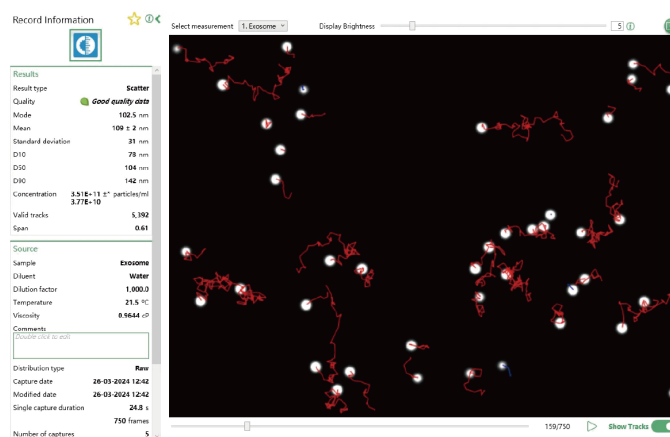 Record Information
Select measurement 1. Exosome
Display Brightness 5
Results
Result type Scatter
Quality Good quality data
Mode 102.5 nm
Mean 109 ± 2 nm
Standard deviation 31 nm
D10 78 nm
D50 104 nm
D90 142 nm
Concentration 3.51E+11 ±^ particles/ml
3.77E+10
Valid tracks 5,392
Span 0.61
Source
Sample Exosome
Diluent Water
Dilution factor 1,000.0
Temperature 21.5 ºC
Viscosity 0.9644 cP
Comments
Double click to edit
Distribution type Raw
Capture date 26-03-2024 12:42
Modified date 26-03-2024 12:42
Single capture duration 24.8 s
750 frames
Number of captures 5
159/750
Show Tracks